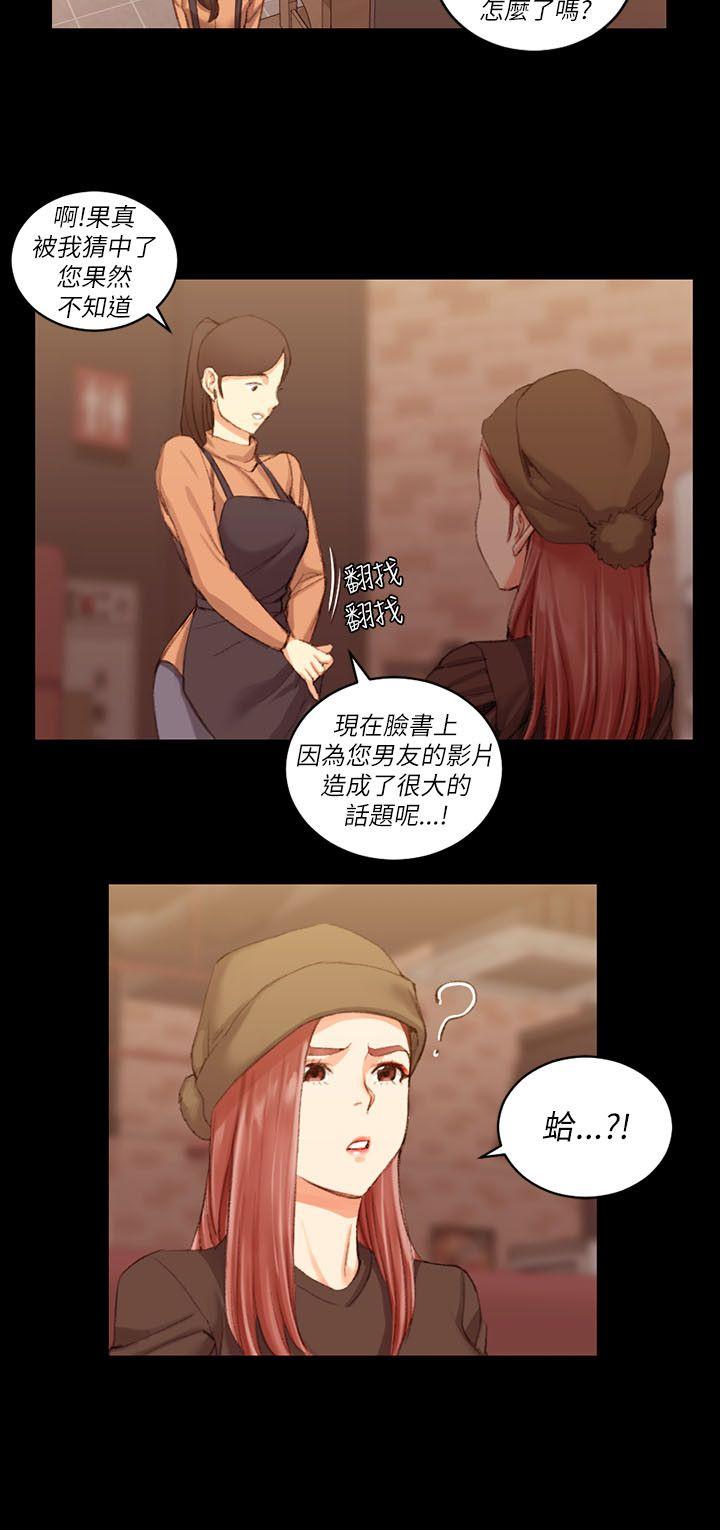 怎麼了嗎?
啊!果真
被我猜中了
您果然
不知道
翻找
翻找
現在臉書上
因為您男友的影片
造成了很大的
話題呢...!
?
蛤...?!